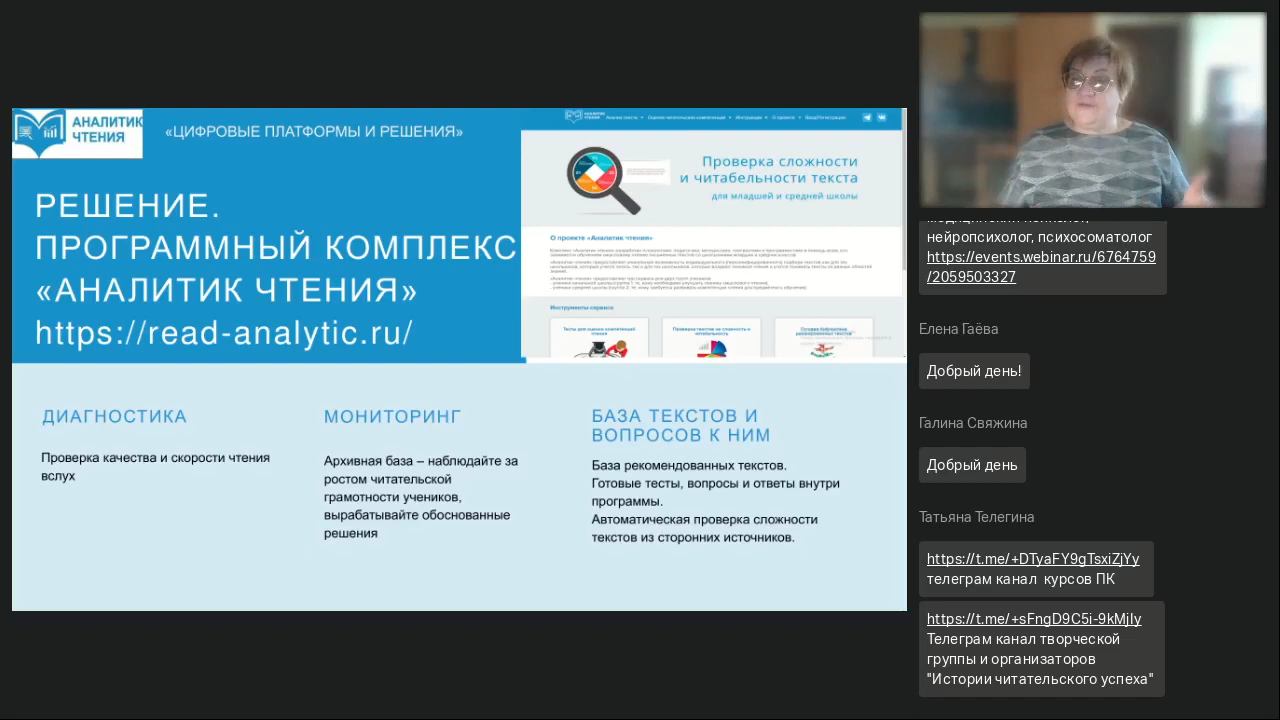 АНАЛИТИК
ЧТЕНИЯ
«ЦИФРОВЫЕ ПЛАТФОРМЫ И РЕШЕНИЯ»
РЕШЕНИЕ.
ПРОГРАММНЫЙ КОМПЛЕКС
«АНАЛИТИК ЧТЕНИЯ»
https://read-analytic.ru/
Проверка сложности
и читабельности текста
для младшей и средней школы
О проекте «Аналитик чтения»
Инструменты сервиса
ДИАГНОСТИКА
Проверка качества и скорости чтения
вслух
МОНИТОРИНГ
Архивная база – наблюдайте за
ростом читательской
грамотности учеников,
вырабатывайте обоснованные
решения
БАЗА ТЕКСТОВ И
ВОПРОСОВ К НИМ
База рекомендованных текстов.
Готовые тесты, вопросы и ответы внутри
программы.
Автоматическая проверка сложности
текстов из сторонних источников.
нейропсихолог, психосоматолог
https://events.webinar.ru/6764759
/2059503327
Елена Гаёва
Добрый день!
Галина Свяжина
Добрый день
Татьяна Телегина
https://t.me/+DTyaFY9gTsxiZjYy
телеграм канал курсов ПК
https://t.me/+sFngD9C5i-9kMjIy
Телеграм канал творческой
группы и организаторов
"Истории читательского успеха"